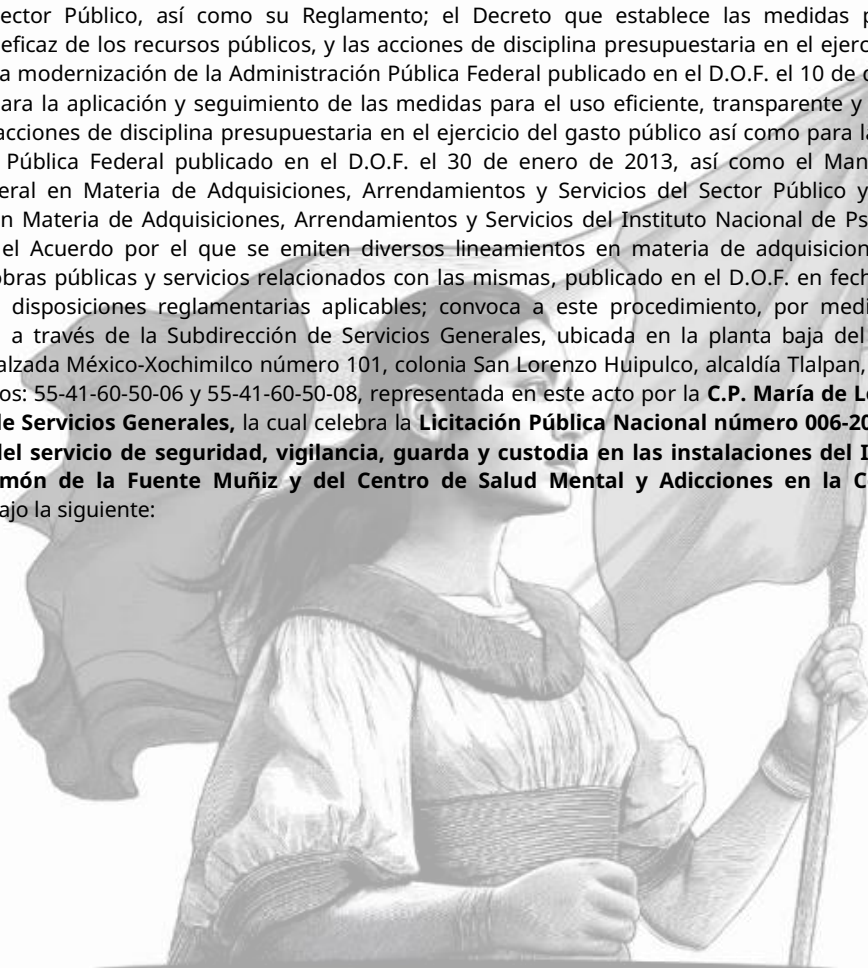 ector Público, así como su Reglamento; el Decreto que establece las medidas p
eficaz de los recursos públicos, y las acciones de disciplina presupuestaria en el ejerc
a modernización de la Administración Pública Federal publicado en el D.O.F. el 10 de d
ara la aplicación y seguimiento de las medidas para el uso eficiente, transparente y
acciones de disciplina presupuestaria en el ejercicio del gasto público así como para la
Pública Federal publicado en el D.O.F. el 30 de enero de 2013, así como el Man
eral en Materia de Adquisiciones, Arrendamientos y Servicios del Sector Público y
n Materia de Adquisiciones, Arrendamientos y Servicios del Instituto Nacional de Ps
el Acuerdo por el que se emiten diversos lineamientos en materia de adquisicion
obras públicas y servicios relacionados con las mismas, publicado en el D.O.F. en fech
disposiciones reglamentarias aplicables; convoca a este procedimiento, por medi
a través de la Subdirección de Servicios Generales, ubicada en la planta baja del
alzada México-Xochimilco número 101, colonia San Lorenzo Huipulco, alcaldía Tlalpan,
os: 55-41-60-50-06 y 55-41-60-50-08, representada en este acto por la C.P. María de L
de Servicios Generales, la cual celebra la Licitación Pública Nacional número 006-20
del servicio de seguridad, vigilancia, guarda y custodia en las instalaciones del I
món de la Fuente Muñiz y del Centro de Salud Mental y Adicciones en la C
ajo la siguiente: